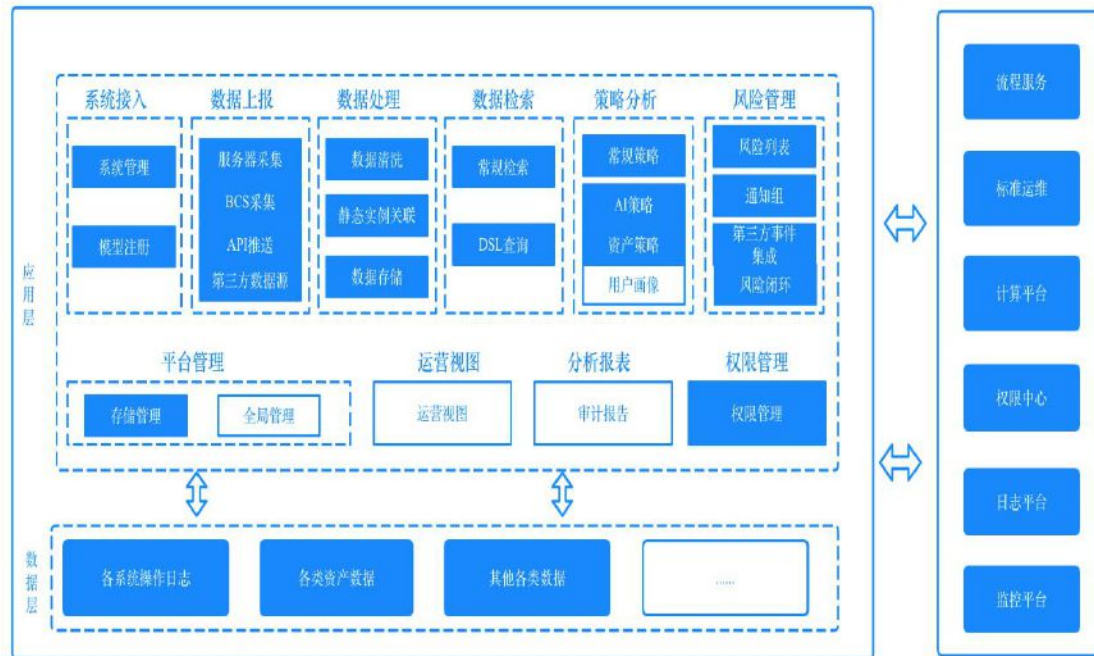 系统接入
数据上报
数据处理
数据检索
策略分析
风险管理
系统管理
模型注册
服务器采集
BCS采集
API推送
第三方数据源
数据清洗
静态实例关联
数据存储
常规检索
DSL查询
常规策略
AI策略
资产策略
用户画像
风险列表
通知组
第三方事件
集成
风险闭环
应用层
平台管理
存储管理
全局管理
运营视图
运营视图
分析报表
审计报告
权限管理
权限管理
数据层
各系统操作日志
各类资产数据
其他各类数据
......
流程服务
标准运维
计算平台
权限中心
日志平台
监控平台